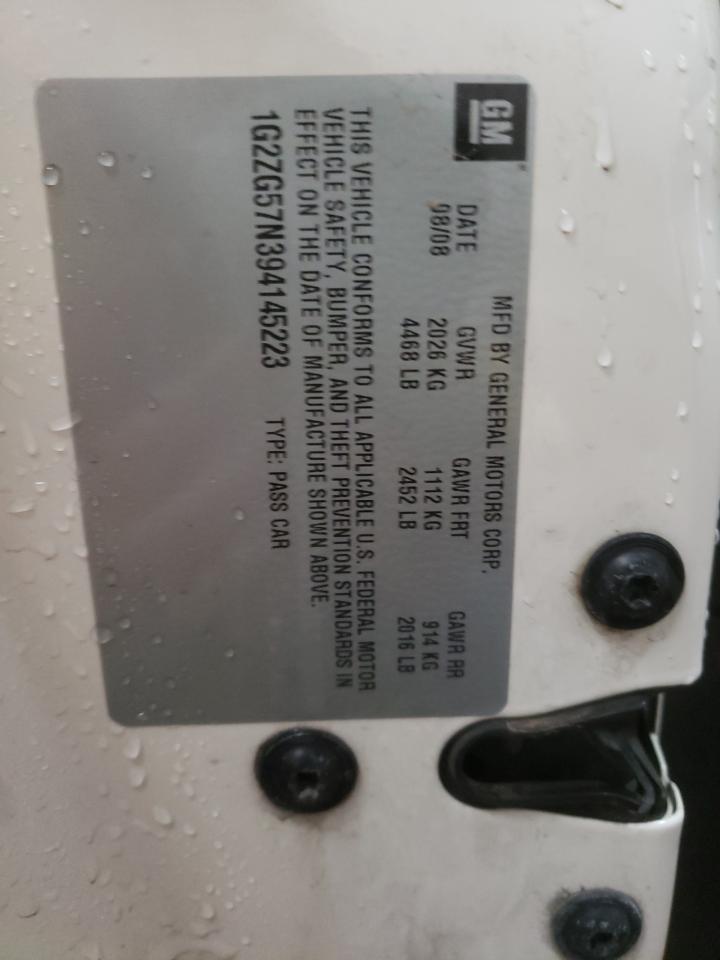 GM
MFD BY GENERAL MOTORS CORP.
DATE GVWR GAWR FRT GAWR RR
08/08 2026 KG 1112 KG 914 KG
4468 LB 2452 LB 2016 LB
THIS VEHICLE CONFORMS TO ALL APPLICABLE U.S. FEDERAL MOTOR
VEHICLE SAFETY, BUMPER, AND THEFT PREVENTION STANDARDS IN
EFFECT ON THE DATE OF MANUFACTURE SHOWN ABOVE.
1G2ZG57N394145223 TYPE: PASS CAR